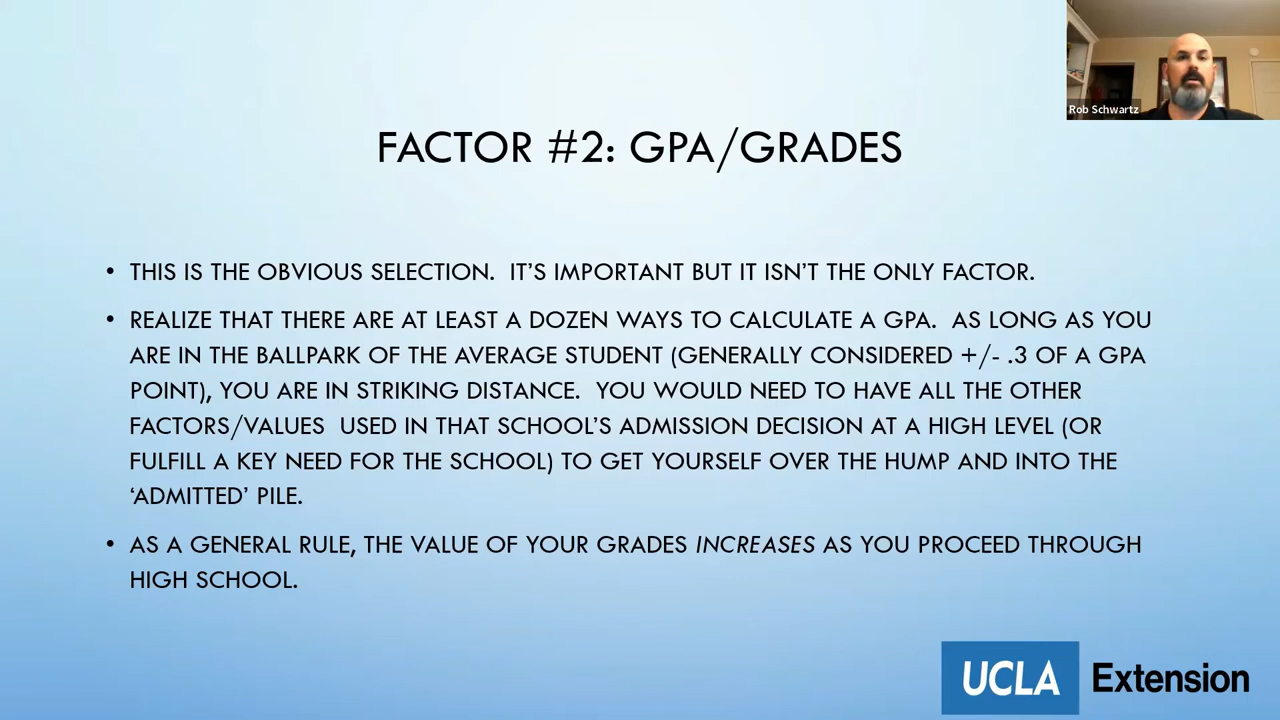 Rob Schwartz
FACTOR #2: GPA/GRADES
• THIS IS THE OBVIOUS SELECTION.  IT'S IMPORTANT BUT IT ISN'T THE ONLY FACTOR.
• REALIZE THAT THERE ARE AT LEAST A DOZEN WAYS TO CALCULATE A GPA.  AS LONG AS YOU
ARE IN THE BALLPARK OF THE AVERAGE STUDENT (GENERALLY CONSIDERED +/- .3 OF A GPA
POINT), YOU ARE IN STRIKING DISTANCE.  YOU WOULD NEED TO HAVE ALL THE OTHER
FACTORS/VALUES  USED IN THAT SCHOOL'S ADMISSION DECISION AT A HIGH LEVEL (OR
FULFILL A KEY NEED FOR THE SCHOOL) TO GET YOURSELF OVER THE HUMP AND INTO THE
'ADMITTED' PILE.
• AS A GENERAL RULE, THE VALUE OF YOUR GRADES INCREASES AS YOU PROCEED THROUGH
HIGH SCHOOL.
UCLA Extension